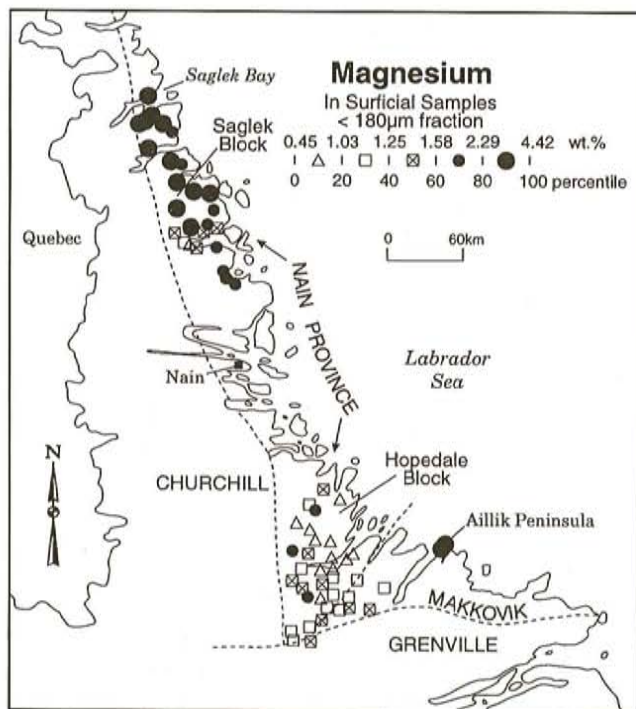 Magnesium
In Surficial Samples
< 180µm fraction
0.45 1.03 1.25 1.58 2.29 4.42 wt.%
0 20 40 60 80 100 percentile
0 60km
Saglek Bay
Saglek
Block
Quebec
NAIN PROVINCE
Labrador
Sea
Nain
N
CHURCHILL
Hopedale
Block
Aillik Peninsula
MAKKOVIK
GRENVILLE